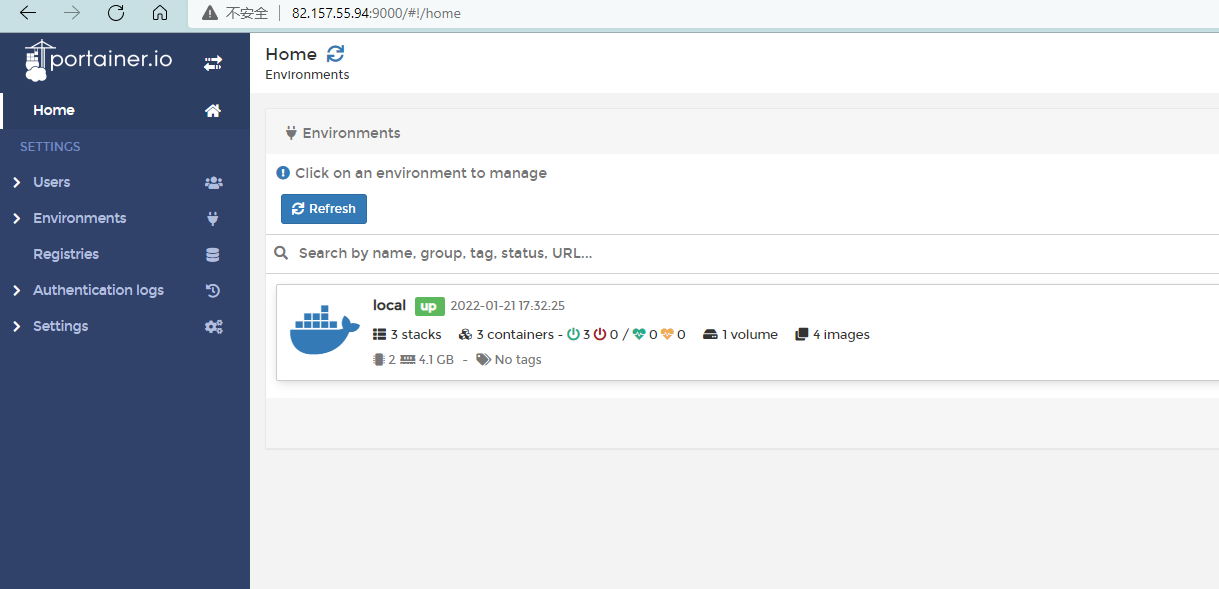 不安全 82.157.55.94:9000/#!/home
portainer.io
Home
SETTINGS
Users
Environments
Registries
Authentication logs
Settings
Home
Environments
Environments
Click on an environment to manage
Refresh
Search by name, group, tag, status, URL...
local up 2022-01-21 17:32:25
3 stacks 3 containers - 3 0 / 0 0 1 volume 4 images
2 4.1 GB - No tags